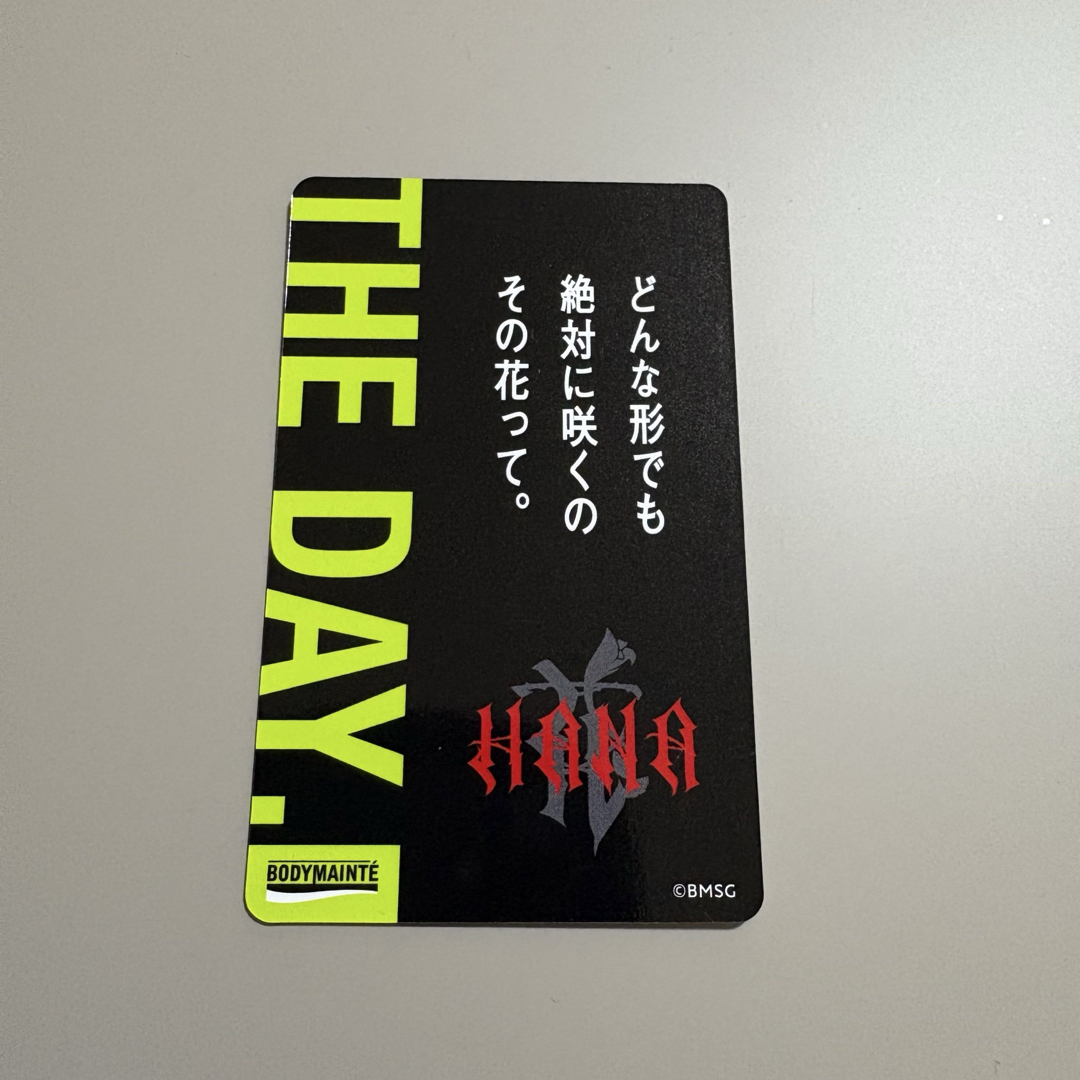 どんな形でも
絶対に咲くの
その花って。
THE DAY.
BODYMAINTÉ
花
HANA
©BMSG